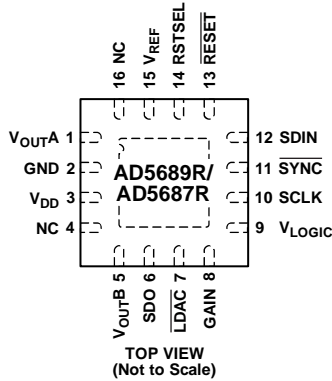 16 NC
15 VREF
14 RSTSEL
13 RESET
VOUTA 1
GND 2
VDD 3
NC 4
AD5689R/
AD5687R
12 SDIN
11 SYNC
10 SCLK
9 VLOGIC
VOUTB 5
SDO 6
LDAC 7
GAIN 8
TOP VIEW
(Not to Scale)